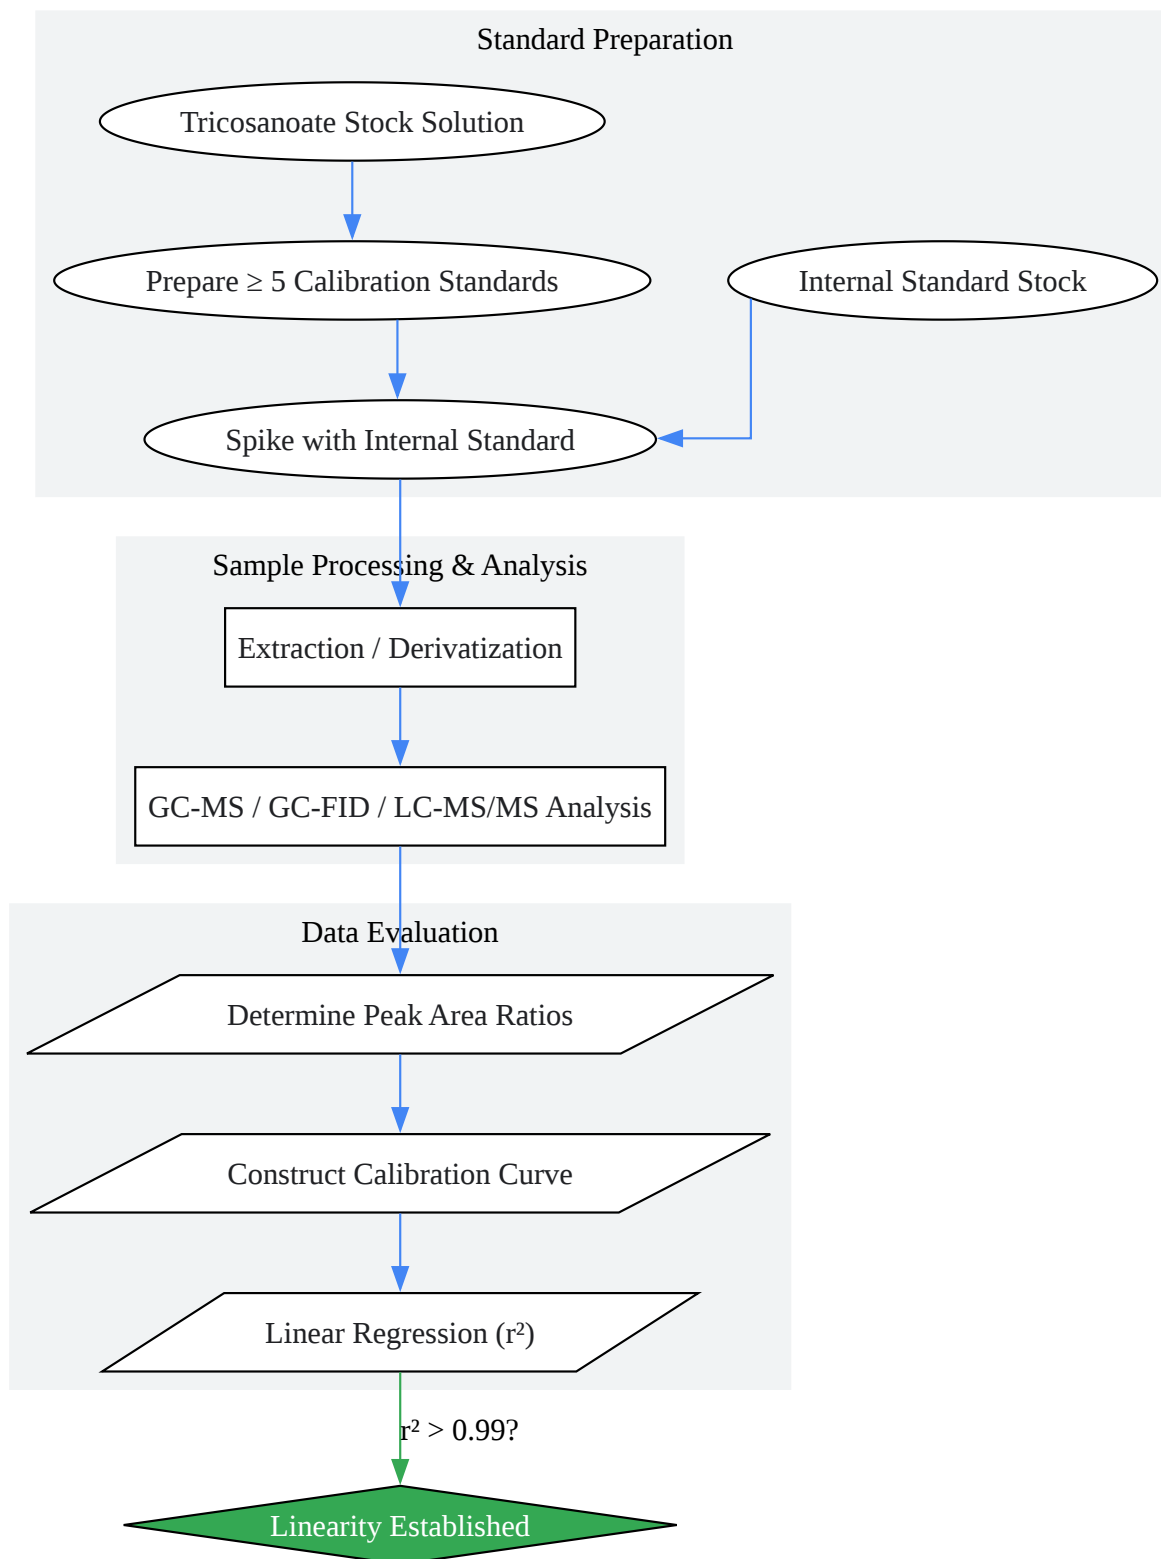 Standard Preparation
Tricosanoate Stock Solution
Prepare ≥ 5 Calibration Standards
Internal Standard Stock
Spike with Internal Standard
Sample Processing & Analysis
Extraction / Derivatization
GC-MS / GC-FID / LC-MS/MS Analysis
Data Evaluation
Determine Peak Area Ratios
Construct Calibration Curve
Linear Regression (r²)
r² > 0.99?
Linearity Established